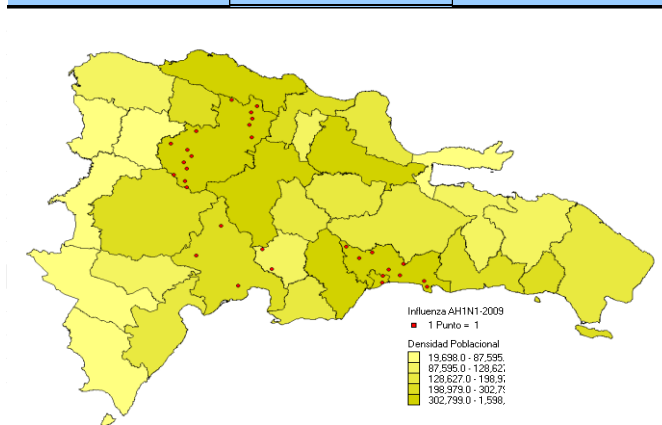 Influenza AH1N1-2009
1 Punto = 1
Densidad Poblacional
19,698.0 - 87,595.
87,595.0 - 128,62
128,627.0 - 198,9
198,979.0 - 302,7
302,799.0 - 1,598,